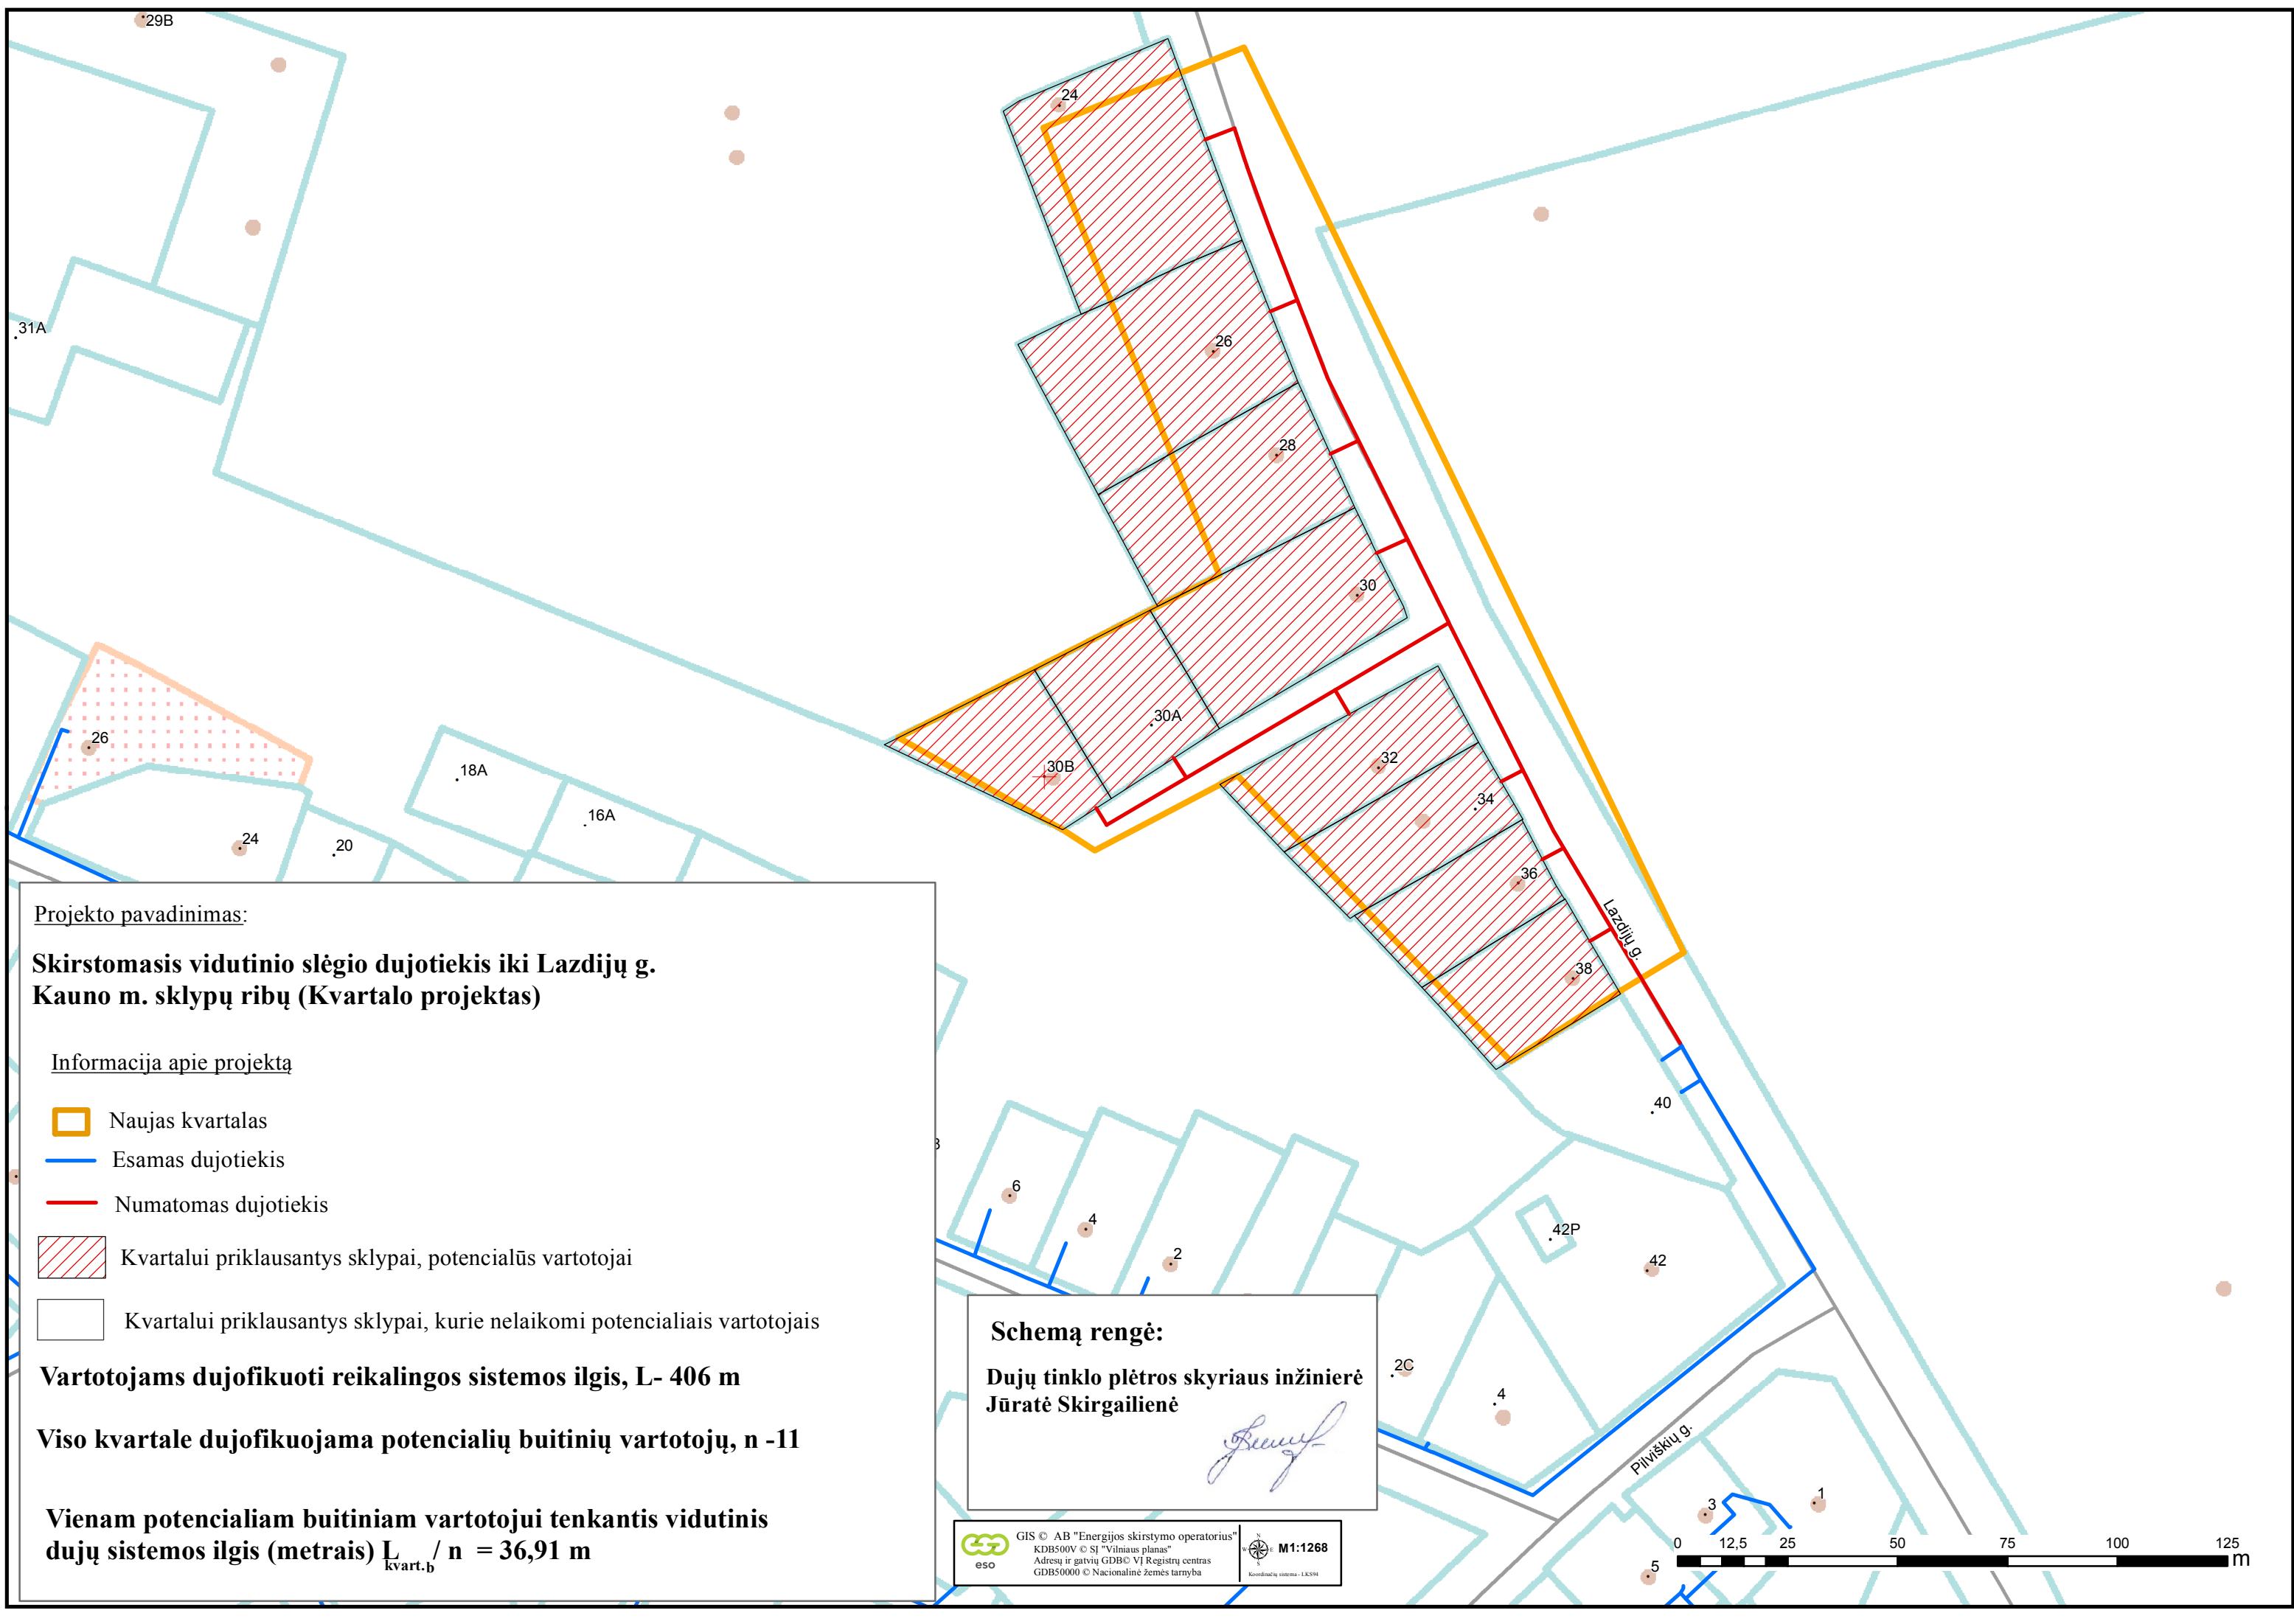 29B
24
31A
26
28
30
30A
30B
32
34
36
38
Lazdijų g.
26
18A
16A
24
20
40
6
4
2
42P
42
2C
4
Pilviškių g.
3
1
5
Projekto pavadinimas:
Skirstomasis vidutinio slėgio dujotiekis iki Lazdijų g.
Kauno m. sklypų ribų (Kvartalo projektas)
Informacija apie projektą
Naujas kvartalas
Esamas dujotiekis
Numatomas dujotiekis
Kvartalui priklausantys sklypai, potencialūs vartotojai
Kvartalui priklausantys sklypai, kurie nelaikomi potencialiais vartotojais
Vartotojams dujofikuoti reikalingos sistemos ilgis, L- 406 m
Viso kvartale dujofikuojama potencialių buitinių vartotojų, n -11
Vienam potencialiam buitiniam vartotojui tenkantis vidutinis
dujų sistemos ilgis (metrais) L kvart.b / n = 36,91 m
Schemą rengė:
Dujų tinklo plėtros skyriaus inžinierė
Jūratė Skirgailienė
eso
GIS © AB "Energijos skirstymo operatorius"
KDB500V © SĮ "Vilniaus planas"
Adresų ir gatvių GDB© VĮ Registrų centras
GDB50000 © Nacionalinė žemės tarnyba
N
W E
S
M1:1268
Koordinačių sistema - LKS94
0 12,5 25 50 75 100 125
m